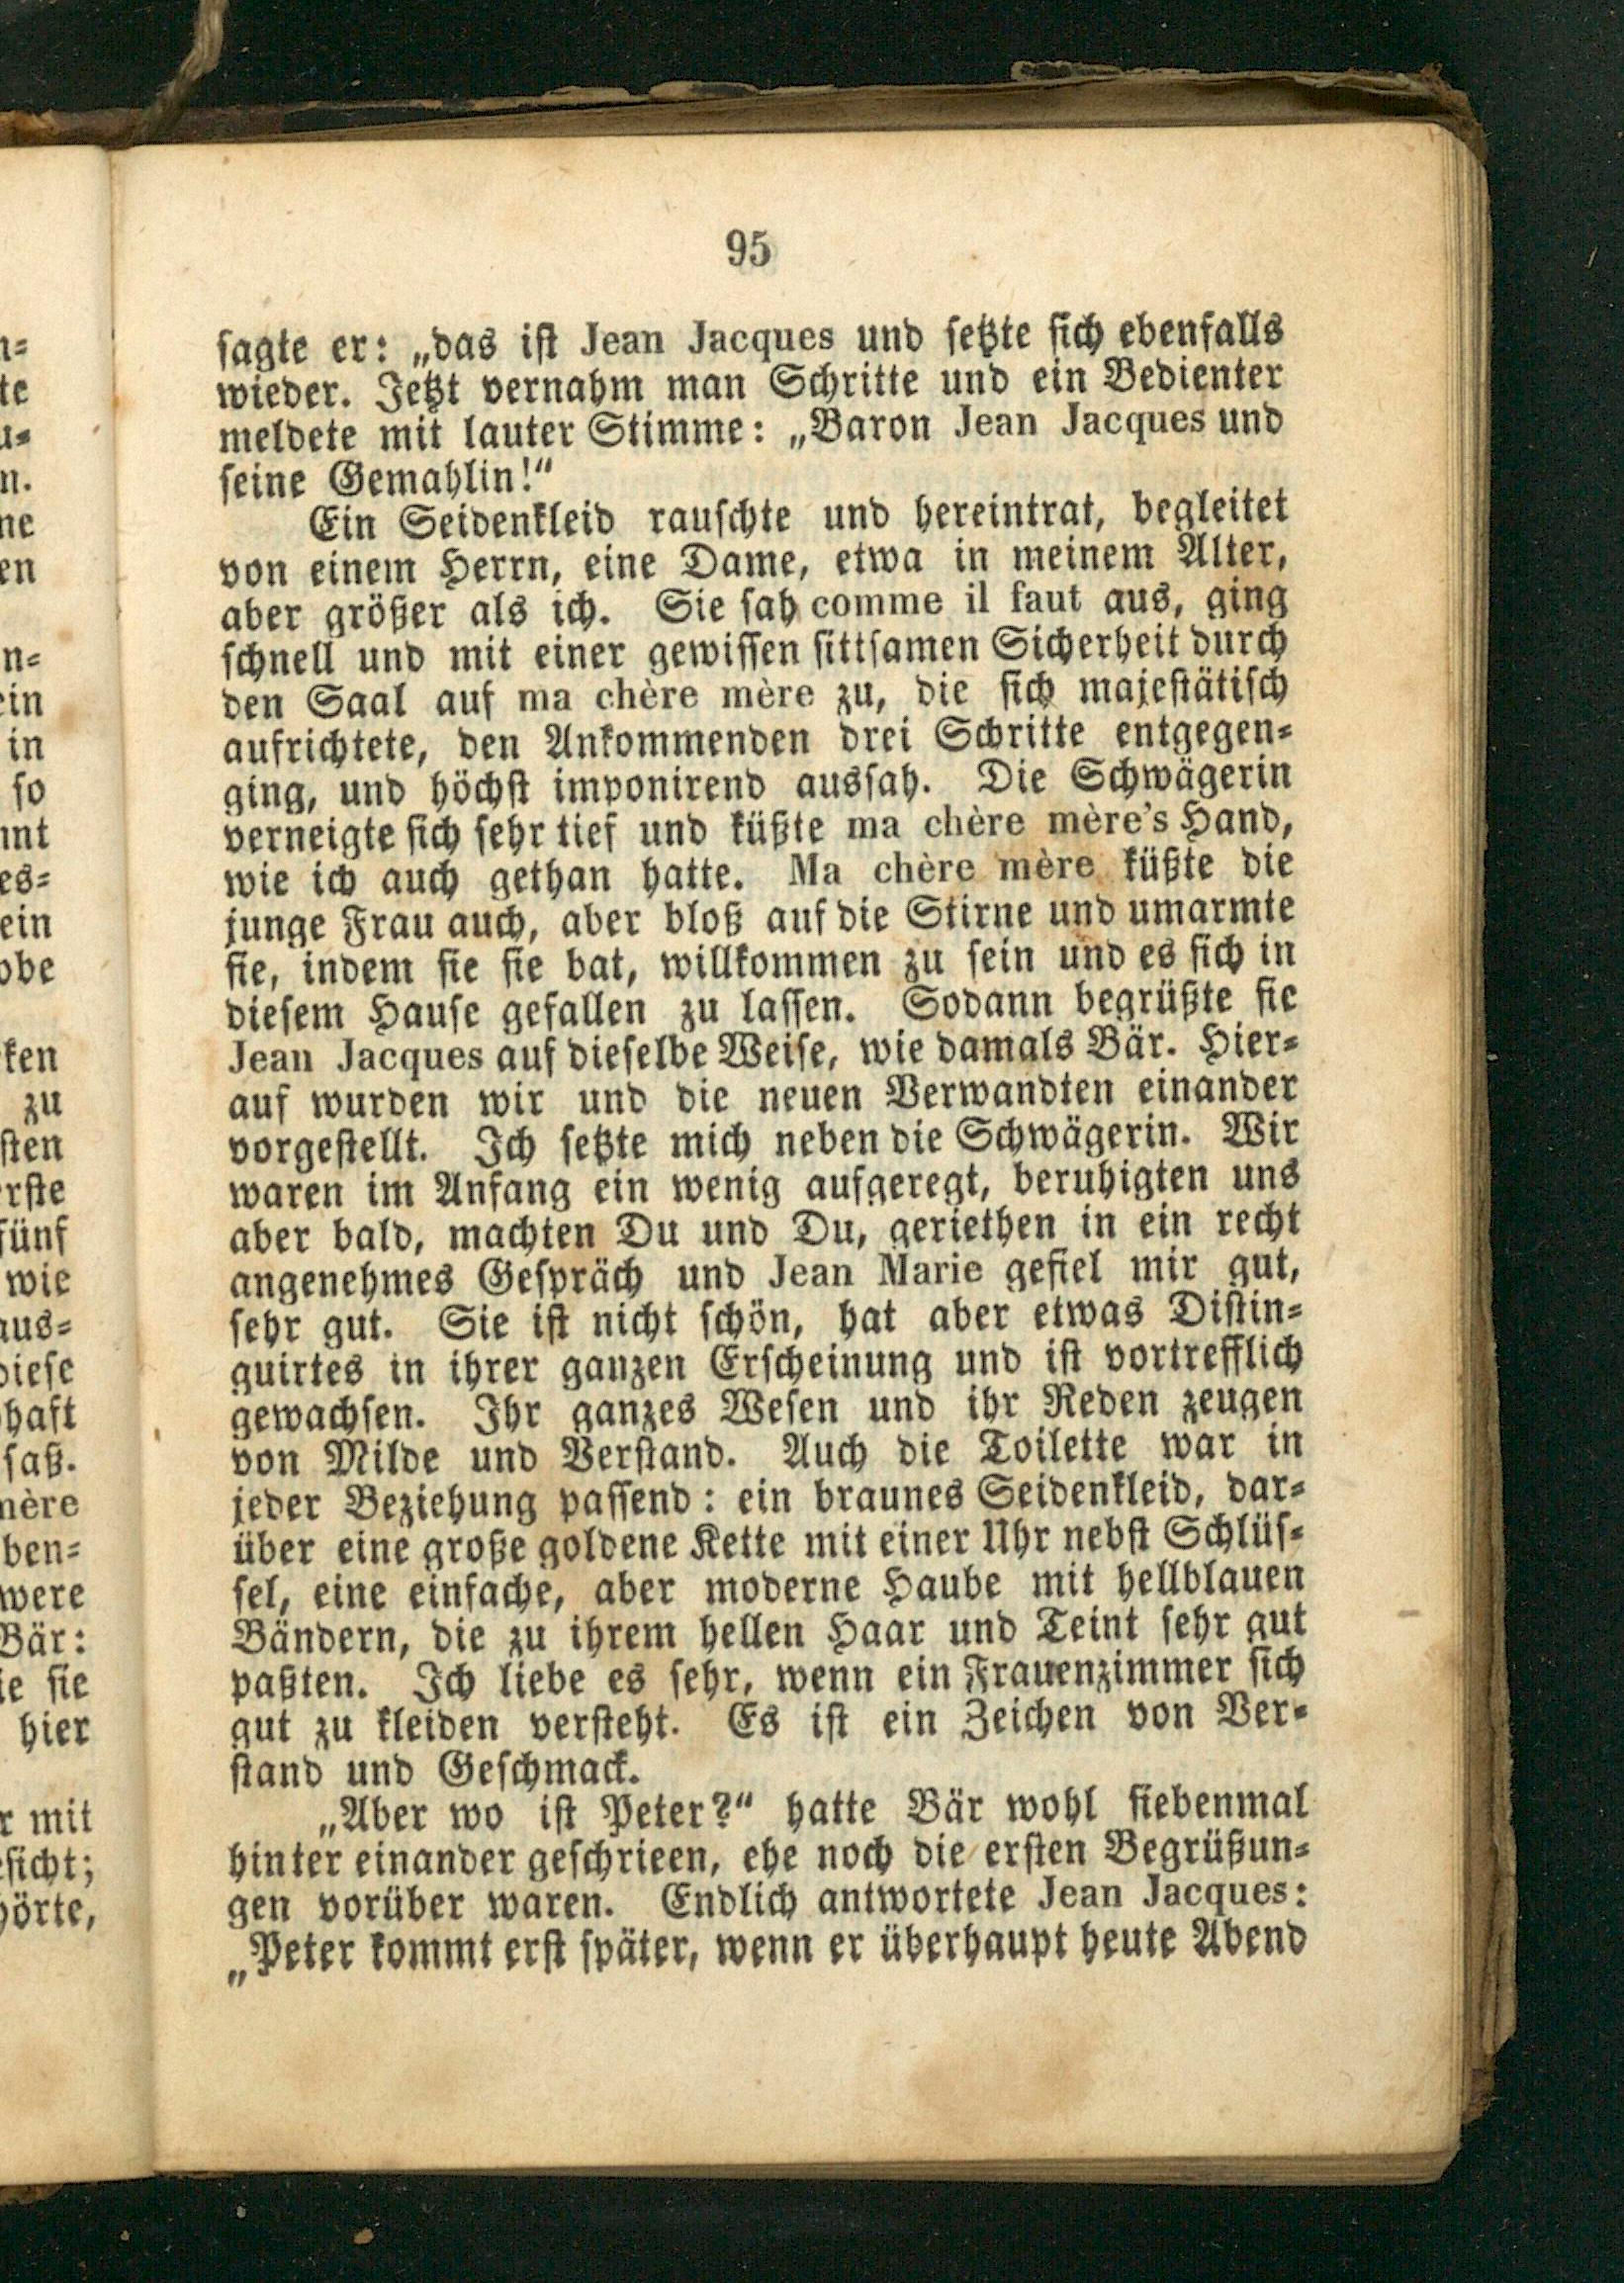 95
sagte er: „das ist Jean Jacques und setzte sich ebenfalls
wieder. Jetzt vernahm man Schritte und ein Bedienter
meldete mit lauter Stimme: „Baron Jean Jacques und
seine Gemahlin!“
Ein Seidenkleid rauschte und hereintrat, begleitet
von einem Herrn, eine Dame, etwa in meinem Alter,
aber größer als ich. Sie sah comme il faut aus, ging
schnell und mit einer gewissen sittsamen Sicherheit durch
den Saal auf ma chère mère zu, die sich majestätisch
aufrichtete, den Ankommenden drei Schritte entgegen-
ging, und höchst imponirend aussah. Die Schwägerin
verneigte sich sehr tief und küßte ma chère mère's Hand,
wie ich auch gethan hatte. Ma chère mère küßte die
junge Frau auch, aber bloß auf die Stirne und umarmte
sie, indem sie sie bat, willkommen zu sein und es sich in
diesem Hause gefallen zu lassen. Sodann begrüßte sie
Jean Jacques auf dieselbe Weise, wie damals Bär. Hier-
auf wurden wir und die neuen Verwandten einander
vorgestellt. Ich setzte mich neben die Schwägerin. Wir
waren im Anfang ein wenig aufgeregt, beruhigten uns
aber bald, machten Du und Du, geriethen in ein recht
angenehmes Gespräch und Jean Marie gefiel mir gut,
sehr gut. Sie ist nicht schön, hat aber etwas Distin-
guirtes in ihrer ganzen Erscheinung und ist vortrefflich
gewachsen. Ihr ganzes Wesen und ihr Reden zeugen
von Milde und Verstand. Auch die Toilette war in
jeder Beziehung passend: ein braunes Seidenkleid, dar-
über eine große goldene Kette mit einer Uhr nebst Schlüs-
sel, eine einfache, aber moderne Haube mit hellblauen
Bändern, die zu ihrem hellen Haar und Teint sehr gut
paßten. Ich liebe es sehr, wenn ein Frauenzimmer sich
gut zu kleiden versteht. Es ist ein Zeichen von Ver-
stand und Geschmack.
„Aber wo ist Peter?“ hatte Bär wohl siebenmal
hinter einander geschrieen, ehe noch die ersten Begrüßun-
gen vorüber waren. Endlich antwortete Jean Jacques:
„Peter kommt erst später, wenn er überhaupt heute Abend